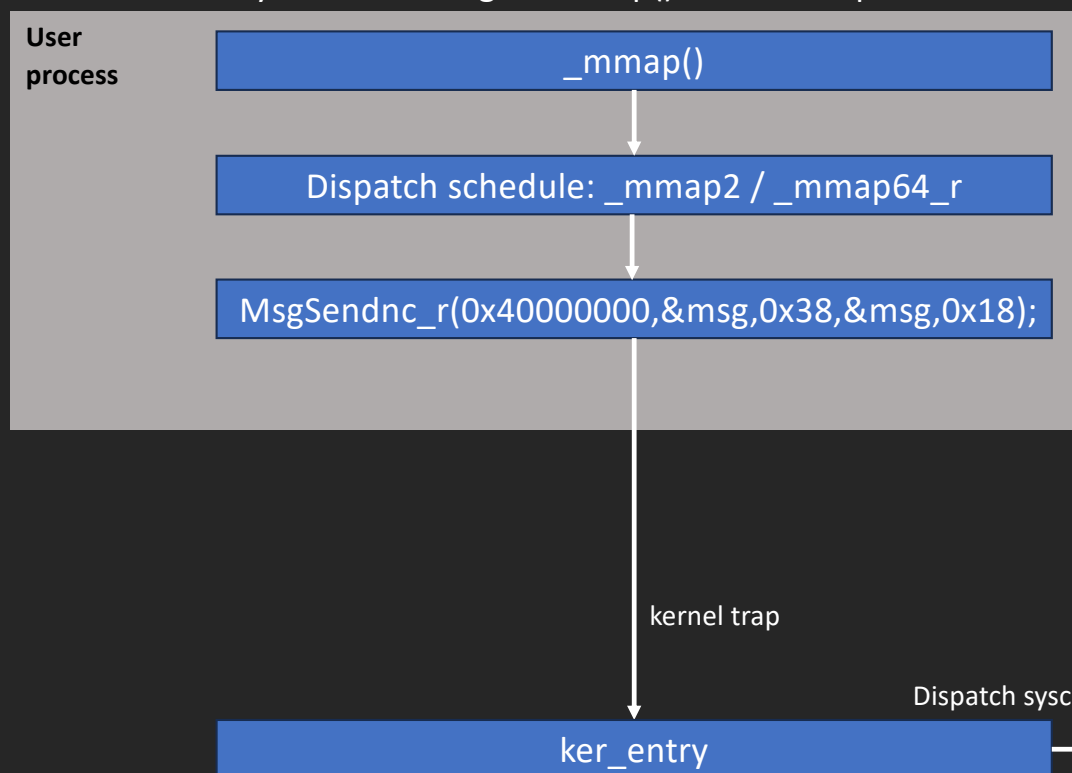 User
process
_mmap()
Dispatch schedule: _mmap2 / _mmap64_r
MsgSendnc_r(0x40000000,&msg,0x38,&msg,0x18);
kernel trap
Dispatch sysc
ker_entry